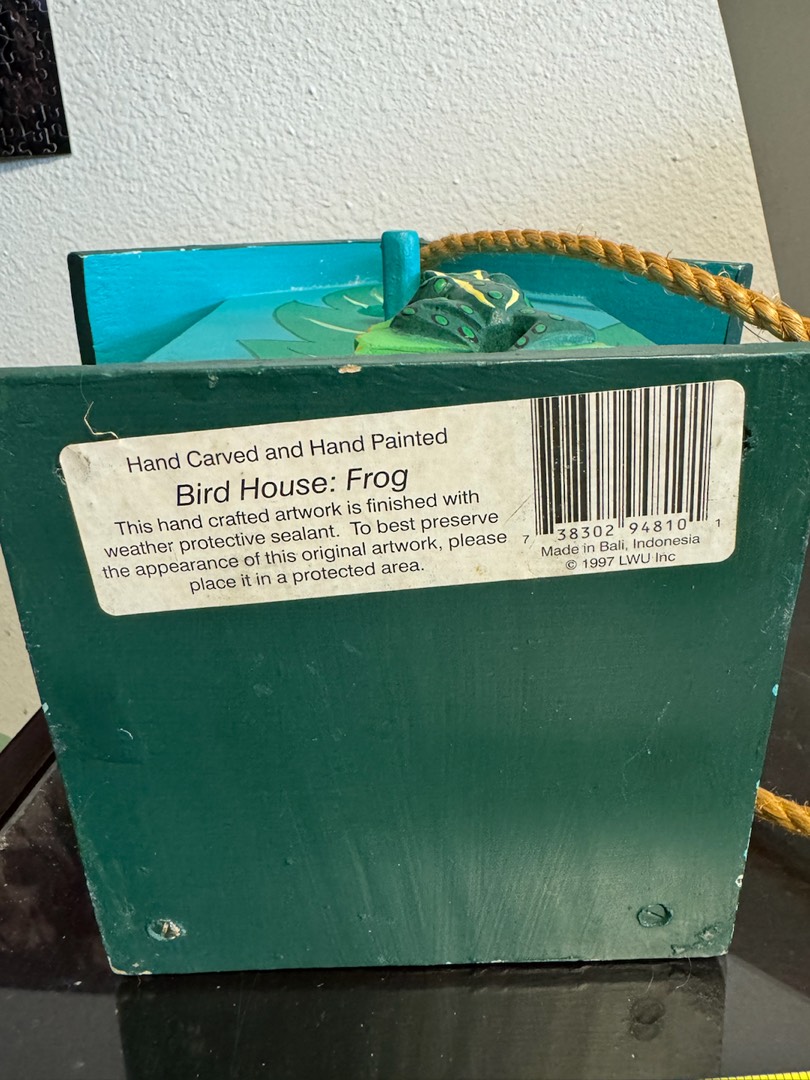 Hand Carved and Hand Painted
Bird House: Frog
This hand crafted artwork is finished with
weather protective sealant. To best preserve
the appearance of this original artwork, please
place it in a protected area.
7 38302 94810 1
Made in Bali, Indonesia
© 1997 LWU Inc